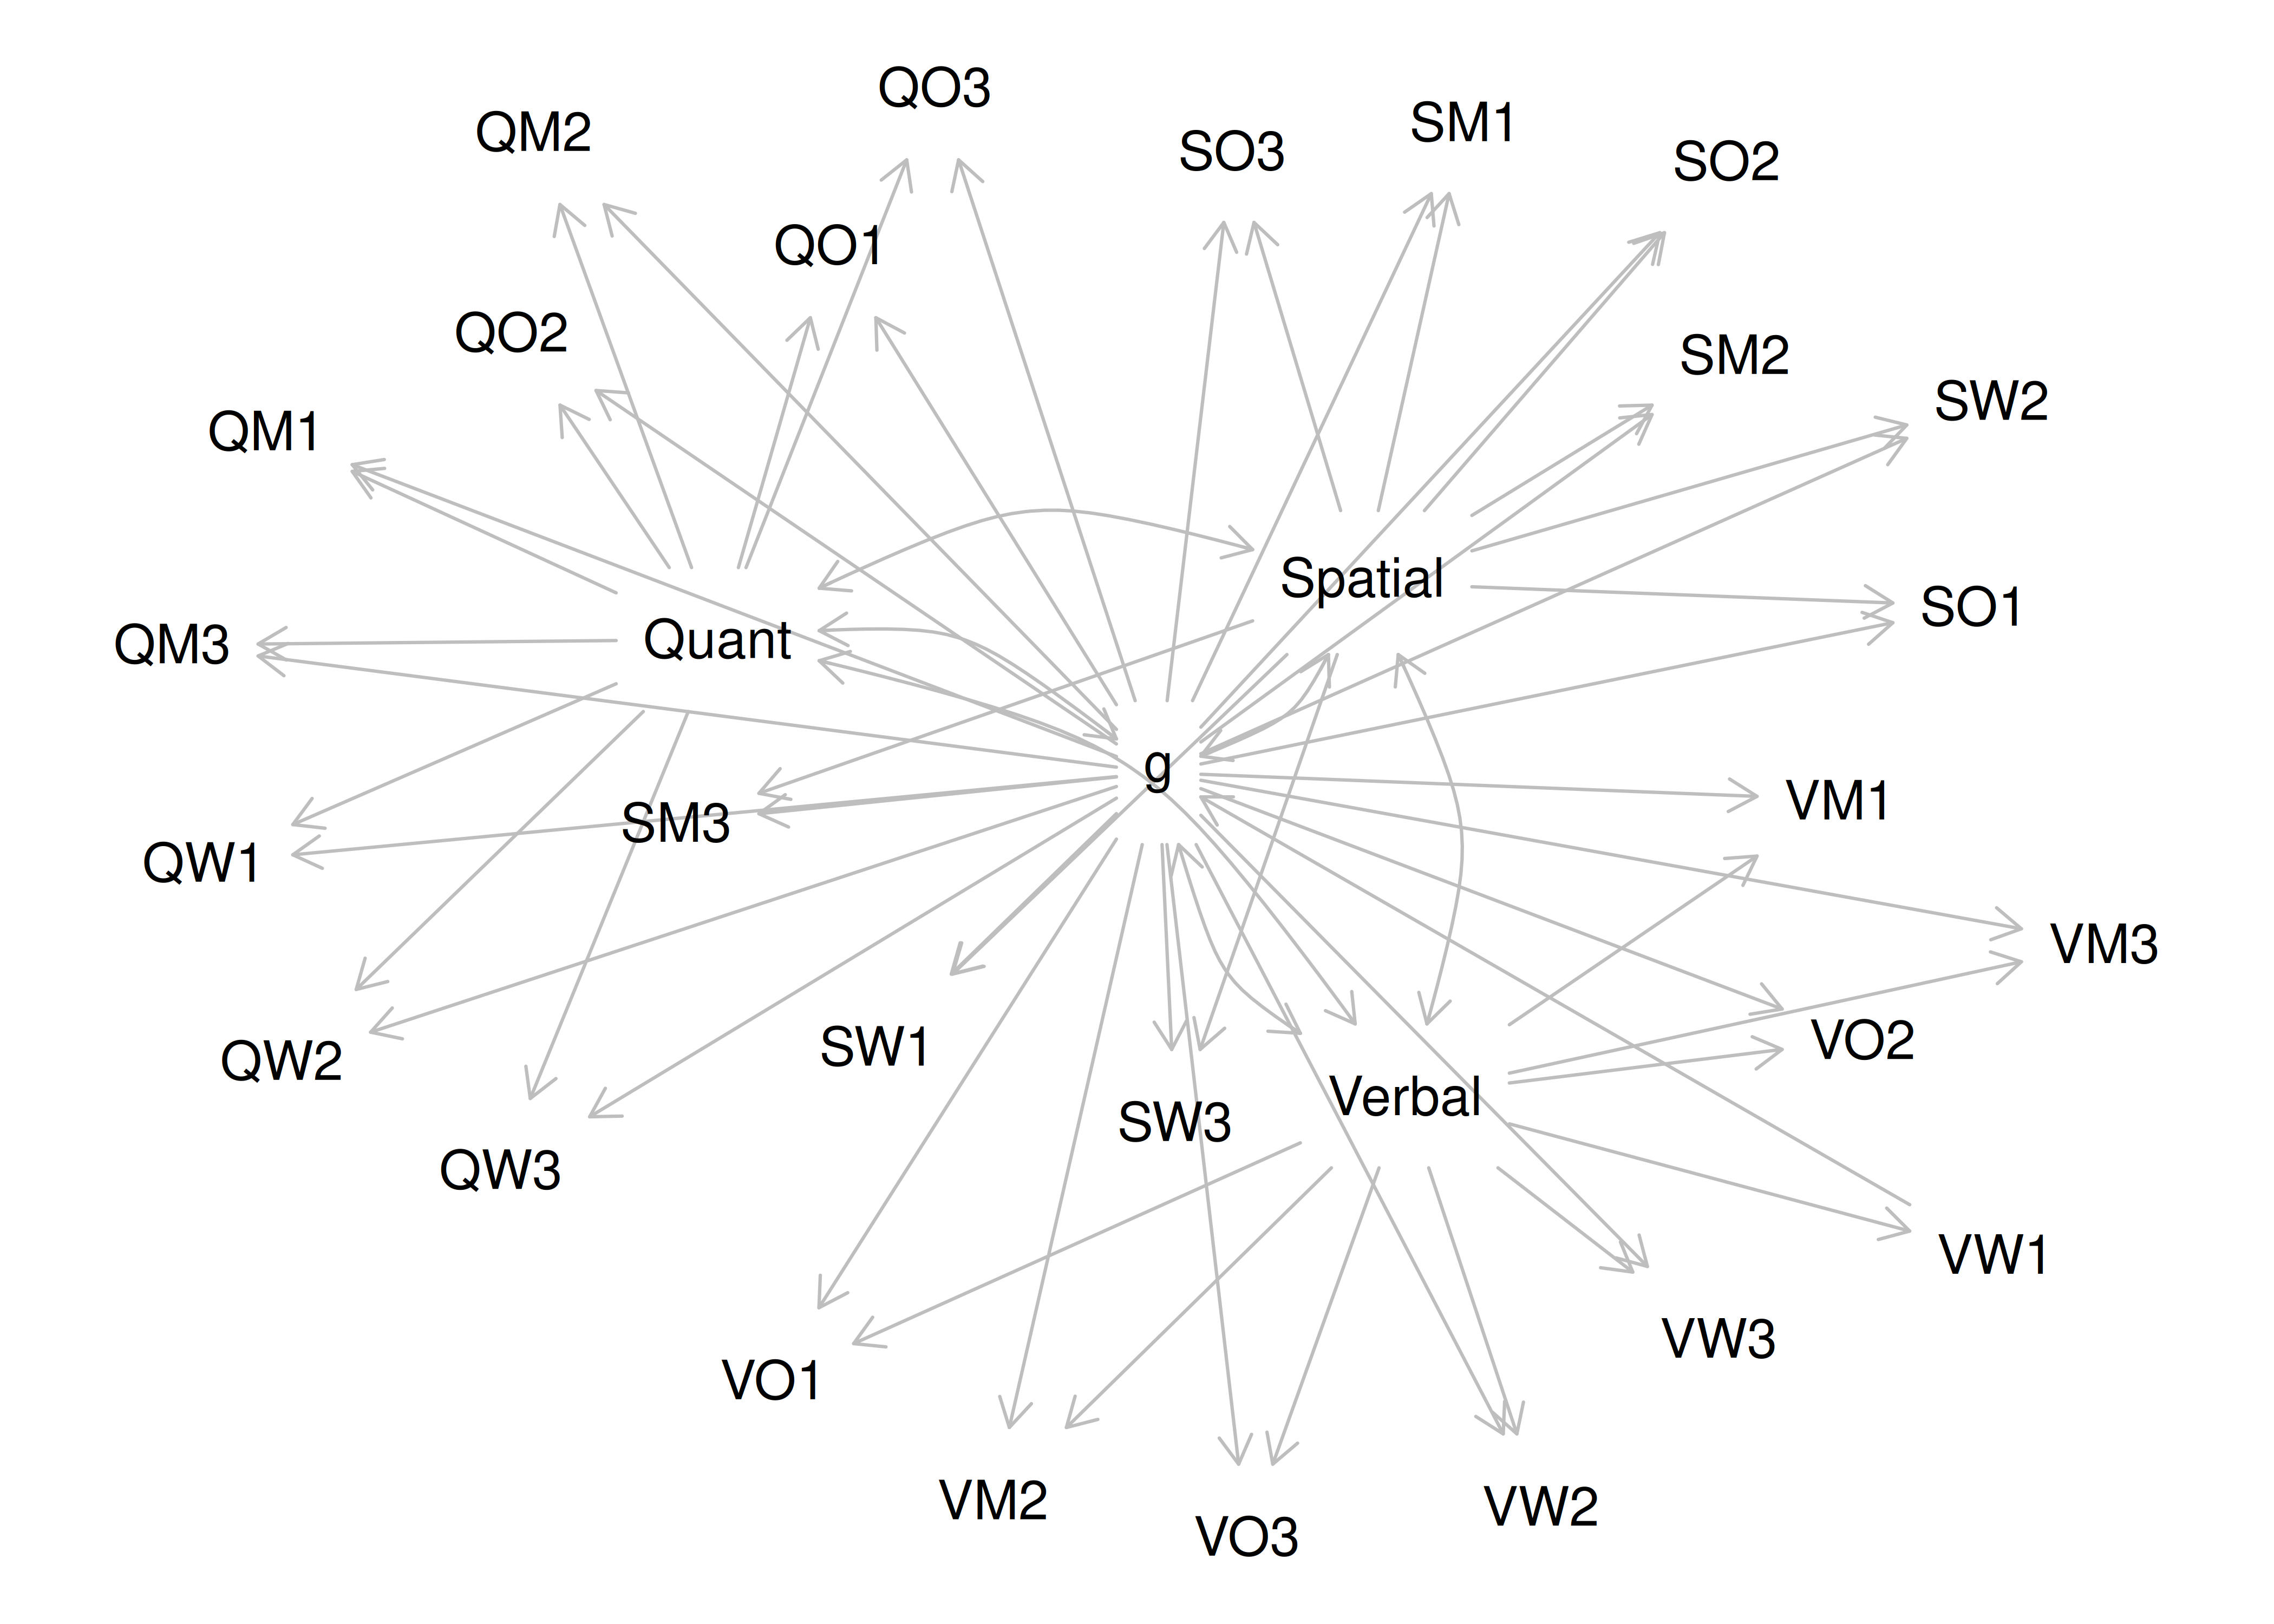 QO3
SM1
QM2
SO3
SO2
QO1
QO2
SM2
SW2
QM1
Spatial
SO1
Quant
QM3
g
VM1
SM3
QW1
VM3
VO2
SW1
QW2
Verbal
SW3
QW3
VW1
VW3
VO1
VM2
VW2
VO3